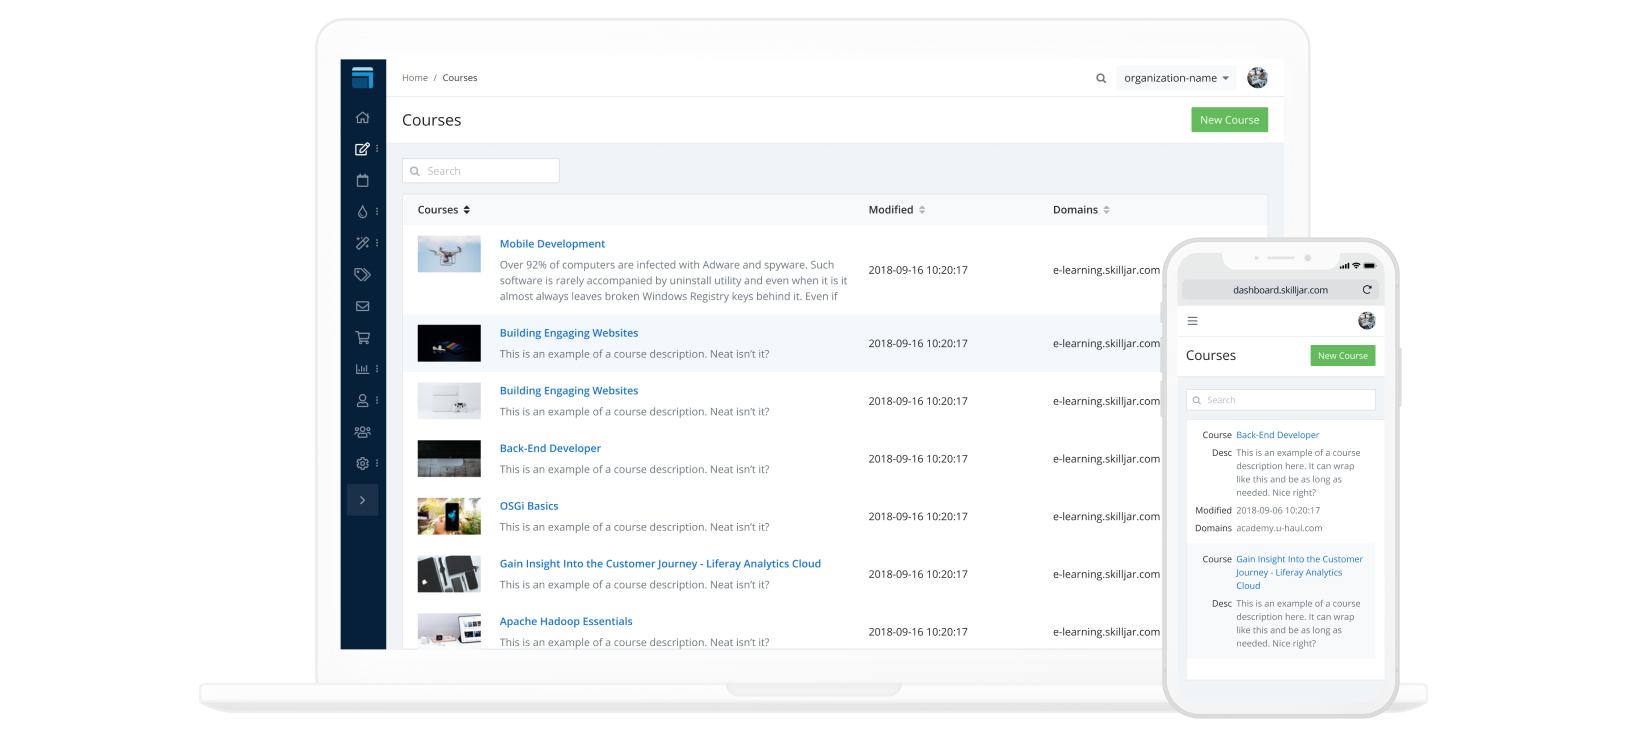 Home / Courses
organization-name
Courses
New Course
Search
Courses Modified Domains
Mobile Development
Over 92% of computers are infected with Adware and spyware. Such
software is rarely accompanied by uninstall utility and even when it is it
almost always leaves broken Windows Registry keys behind it. Even if
2018-09-16 10:20:17
e-learning.skilljar.com
Building Engaging Websites
This is an example of a course description. Neat isn't it?
2018-09-16 10:20:17
e-learning.skilljar.com
Building Engaging Websites
This is an example of a course description. Neat isn't it?
2018-09-16 10:20:17
e-learning.skilljar.com
Back-End Developer
This is an example of a course description. Neat isn't it?
2018-09-16 10:20:17
e-learning.skilljar.com
OSGi Basics
This is an example of a course description. Neat isn't it?
2018-09-16 10:20:17
e-learning.skilljar.com
Gain Insight Into the Customer Journey - Liferay Analytics Cloud
This is an example of a course description. Neat isn't it?
2018-09-16 10:20:17
e-learning.skilljar.com
Apache Hadoop Essentials
This is an example of a course description. Neat isn't it?
2018-09-16 10:20:17
e-learning.skilljar.com
dashboard.skilljar.com
Courses
New Course
Search
Course Back-End Developer
Desc This is an example of a course
description here. It can wrap
like this and be as long as
needed. Nice right?
Modified 2018-09-06 10:20:17
Domains academy.u-haul.com
Course Gain Insight Into the Customer
Journey - Liferay Analytics
Cloud
Desc This is an example of a course
description here. It can wrap
like this and be as long as
needed. Nice right?